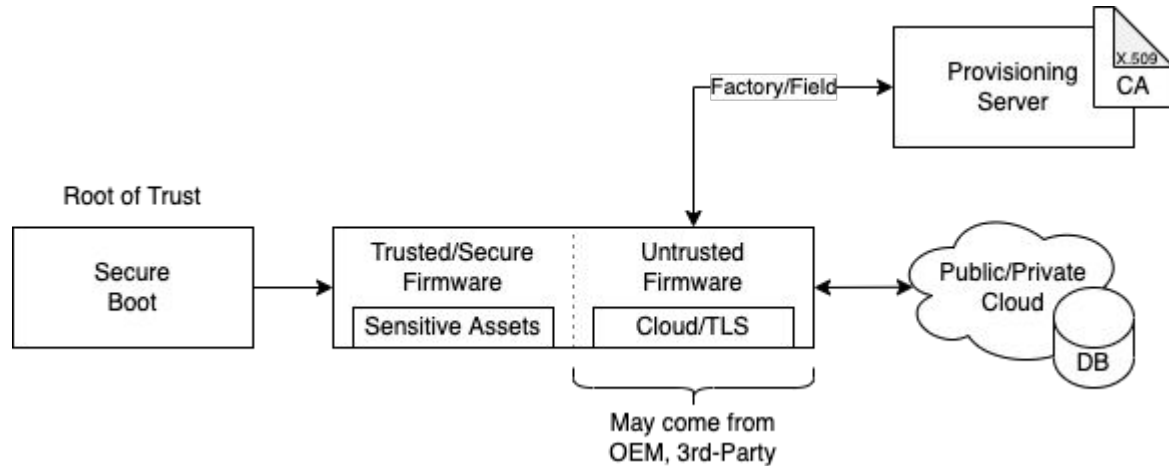 Factory/Field
Provisioning
Server
X.509
CA
Root of Trust
Secure
Boot
Trusted/Secure
Firmware
Sensitive Assets
Untrusted
Firmware
Cloud/TLS
Public/Private
Cloud
DB
May come from
OEM, 3rd-Party